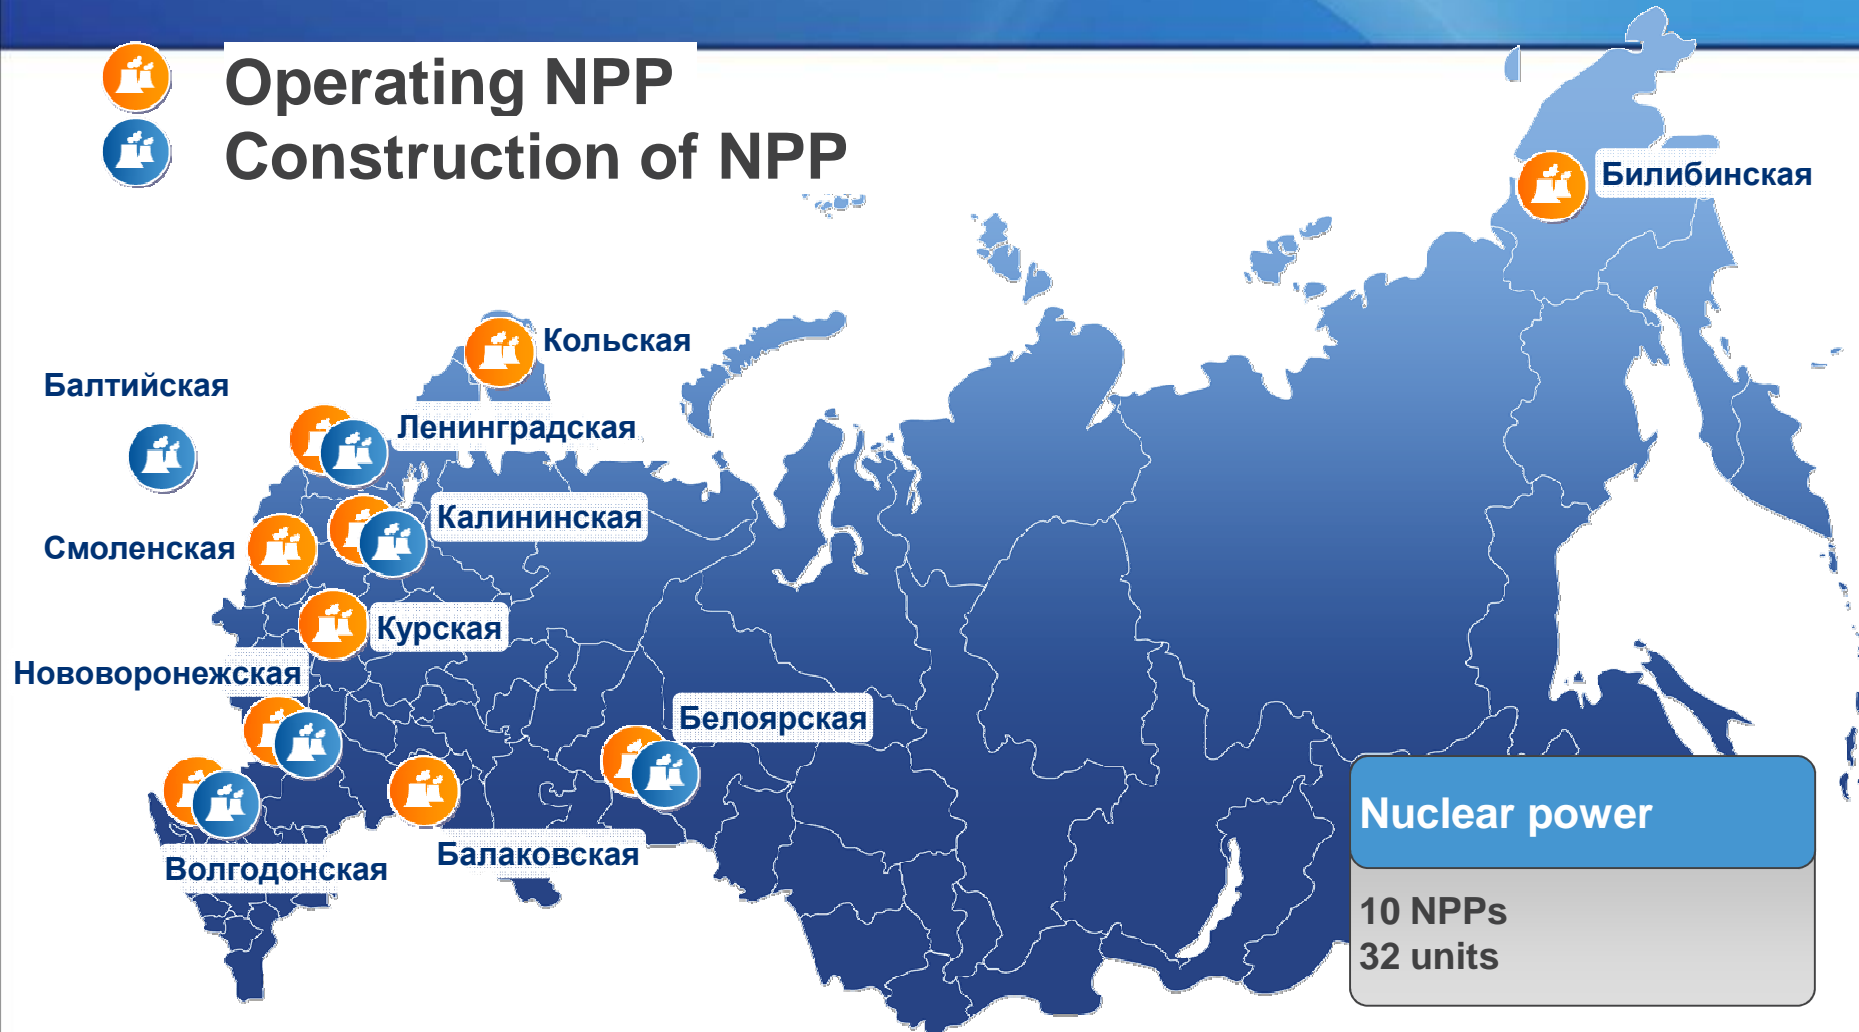 Operating NPP
Construction of NPP
Билибинская
Кольская
Балтийская
Ленинградская
Калининская
Смоленская
Курская
Нововоронежская
Белоярская
Балаковская
Волгодонская
Nuclear power
10 NPPs
32 units